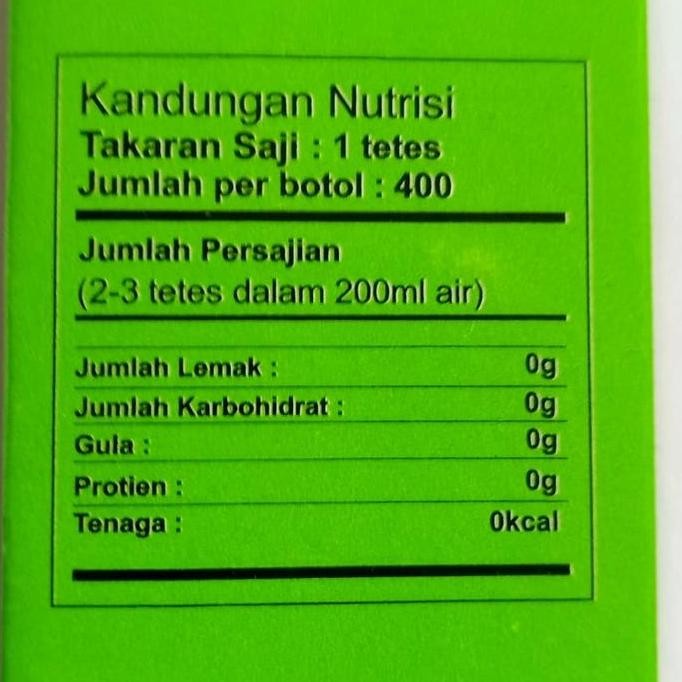 Kandungan Nutrisi
Takaran Saji : 1 tetes
Jumlah per botol : 400
Jumlah Persajian
(2-3 tetes dalam 200ml air)
Jumlah Lemak : 0g
Jumlah Karbohidrat : 0g
Gula : 0g
Protien : 0g
Tenaga : 0kcal